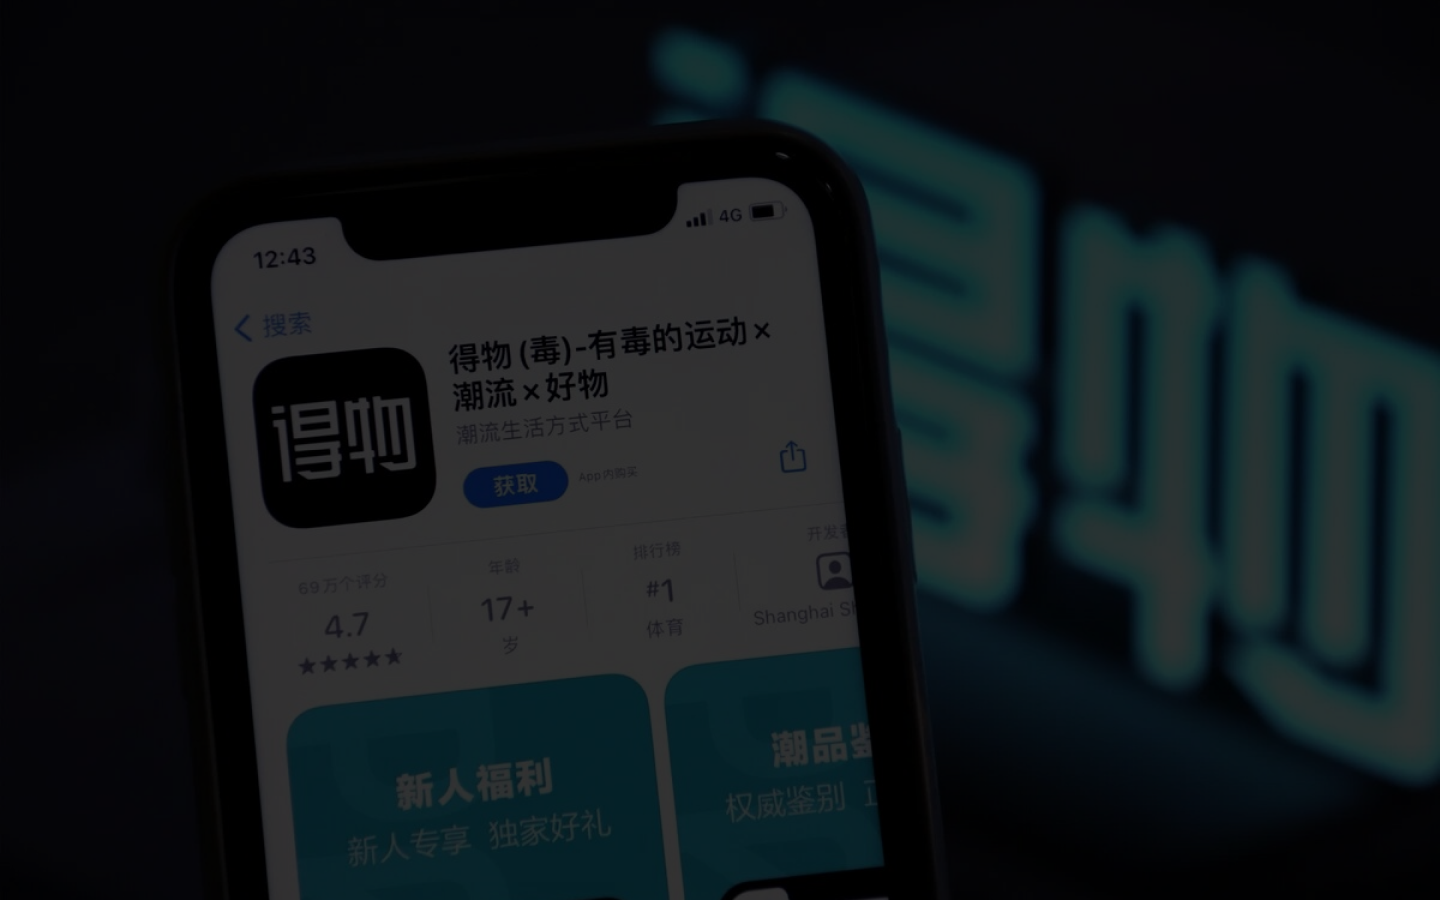 12:43
4G
搜索
得物
得物(毒)-有毒的运动×
潮流×好物
潮流生活方式平台
获取
App内购买
69万个评分
4.7
★★★★★
年龄
17+
岁
排行榜
#1
体育
开发
Shanghai
新人福利
新人专享 独家好礼
潮品鉴
权威鉴别
得物